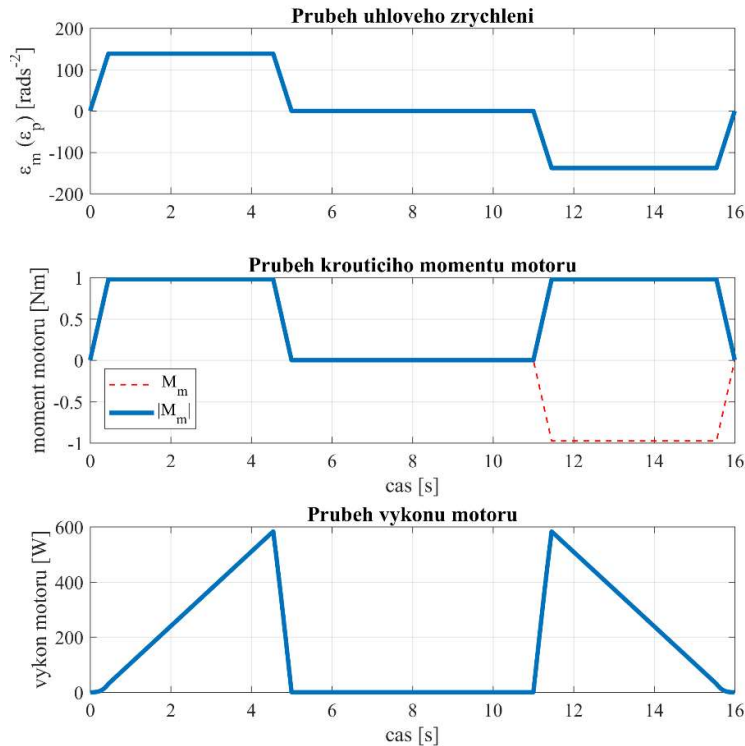 Prubeh uhloveho zrychleni
ε_m (ε_p) [rads^-2]
200
100
0
-100
-200
0 2 4 6 8 10 12 14 16
Prubeh krouticiho momentu motoru
moment motoru [Nm]
1
0.5
0
-0.5
-1
M_m
|M_m|
0 2 4 6 8 10 12 14 16
cas [s]
Prubeh vykonu motoru
vykon motoru [W]
600
400
200
0
0 2 4 6 8 10 12 14 16
cas [s]